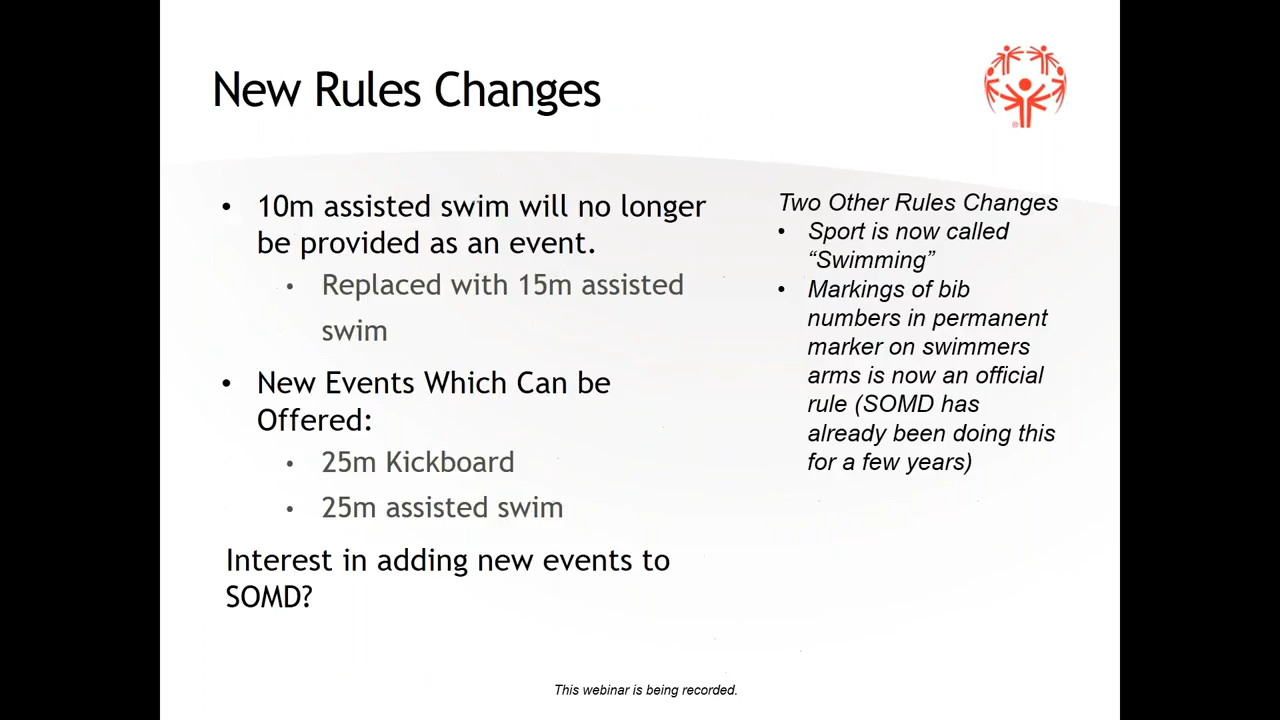 New Rules Changes
• 10m assisted swim will no longer
be provided as an event.
• Replaced with 15m assisted
swim
• New Events Which Can be
Offered:
• 25m Kickboard
• 25m assisted swim
Interest in adding new events to
SOMD?
Two Other Rules Changes
• Sport is now called
“Swimming”
• Markings of bib
numbers in permanent
marker on swimmers
arms is now an official
rule (SOMD has
already been doing this
for a few years)
®
This webinar is being recorded.